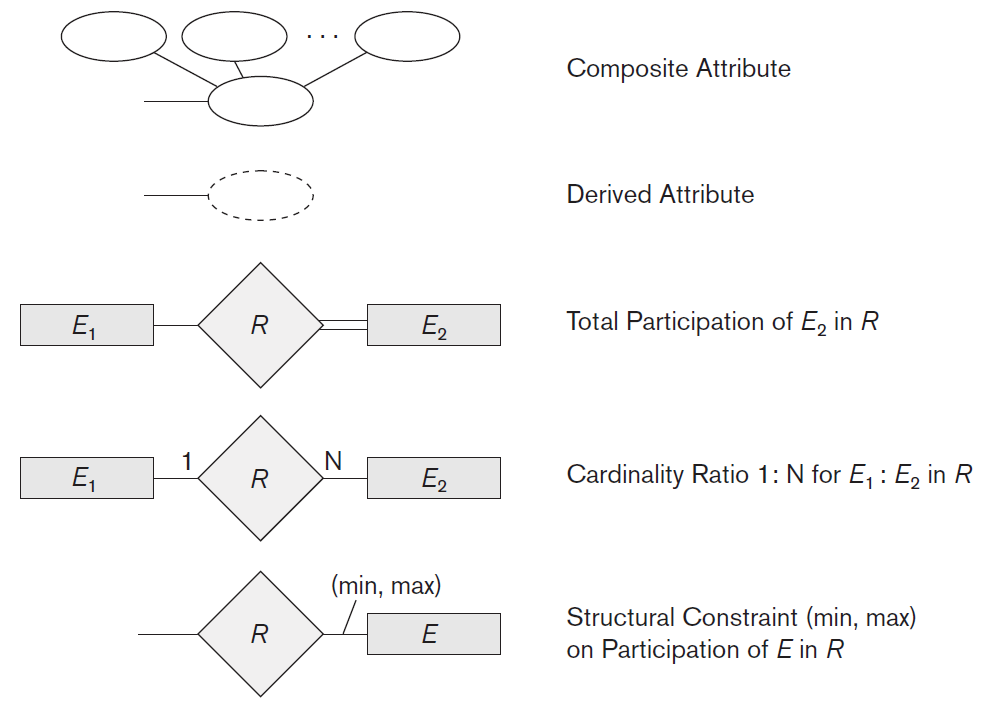 . . .
Composite Attribute
Derived Attribute
E₁ R E₂
Total Participation of E₂ in R
E₁ 1 R N E₂
Cardinality Ratio 1: N for E₁ : E₂ in R
(min, max)
R E
Structural Constraint (min, max)
on Participation of E in R